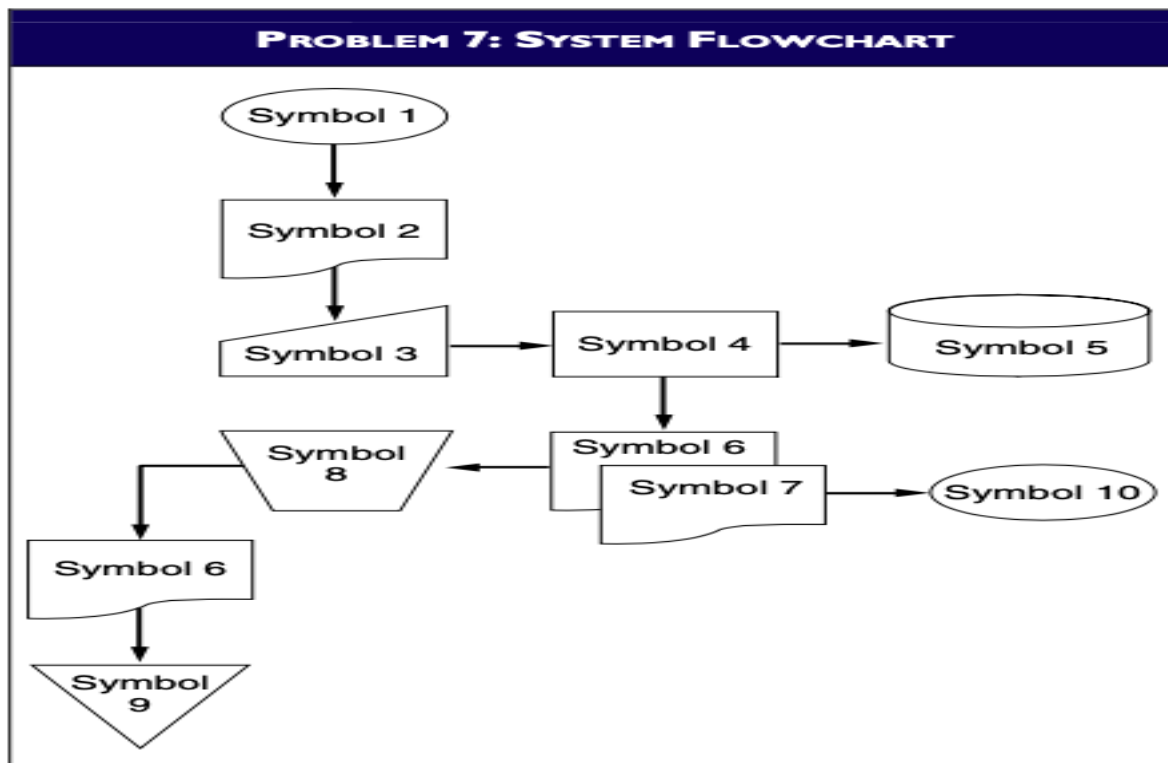 PROBLEM 7: SYSTEM FLOWCHART
Symbol 1
Symbol 2
Symbol 3
Symbol 4
Symbol 5
Symbol 6
Symbol 7
Symbol
8
Symbol 10
Symbol 6
Symbol
9